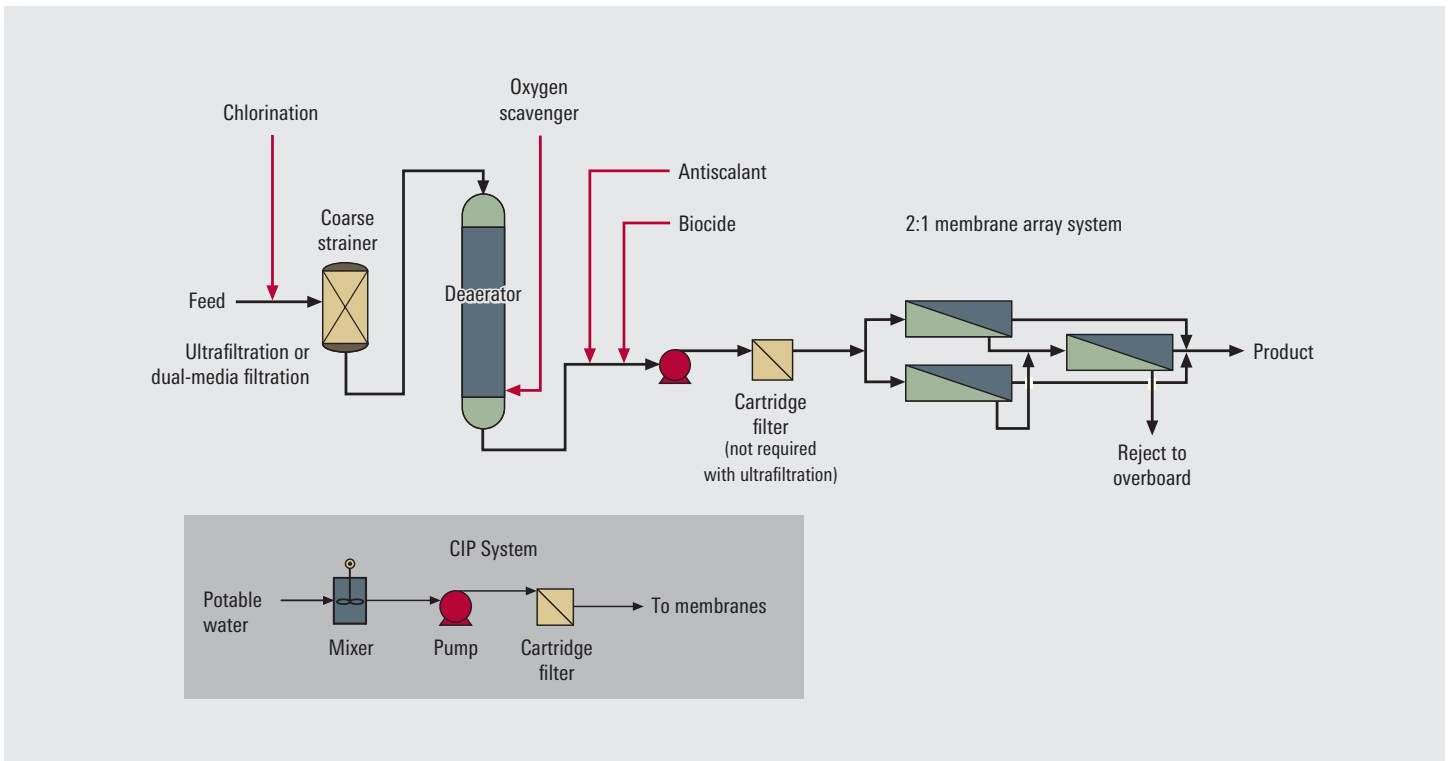 Chlorination
Oxygen
scavenger
Antiscalant
Biocide
Coarse
strainer
2:1 membrane array system
Feed
Deaerator
Ultrafiltration or
dual-media filtration
Product
Cartridge
filter
(not required
with ultrafiltration)
Reject to
overboard
CIP System
Potable
water
To membranes
Mixer
Pump
Cartridge
filter